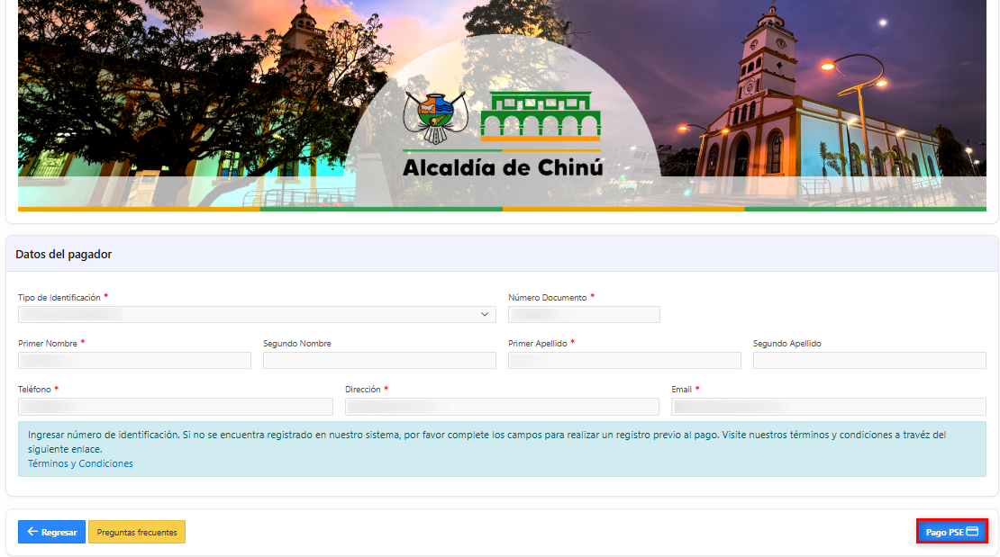 Alcaldía de Chinú
Datos del pagador
Tipo de Identificación *
Número Documento *
Primer Nombre *
Segundo Nombre
Primer Apellido *
Segundo Apellido
Teléfono *
Dirección *
Email *
Ingresar número de identificación. Si no se encuentra registrado en nuestro sistema, por favor complete los campos para realizar un registro previo al pago. Visite nuestros términos y condiciones a travéz del
siguiente enlace.
Términos y Condiciones
Regresar
Preguntas frecuentes
Pago PSE